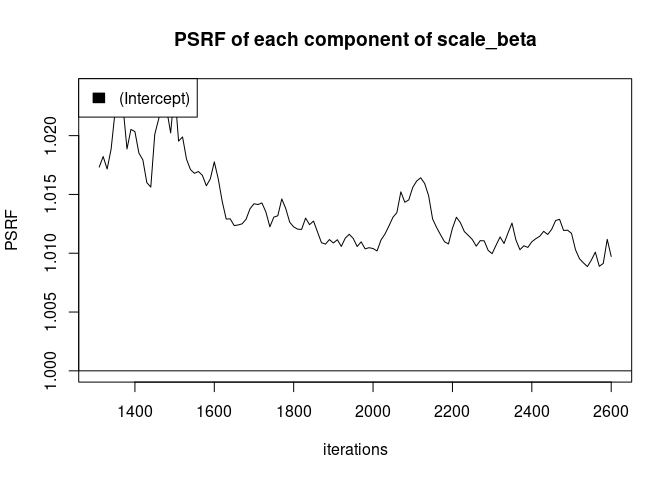 PSRF of each component of scale_beta
(Intercept)
PSRF
1.020
1.015
1.010
1.005
1.000
1400 1600 1800 2000 2200 2400 2600
iterations